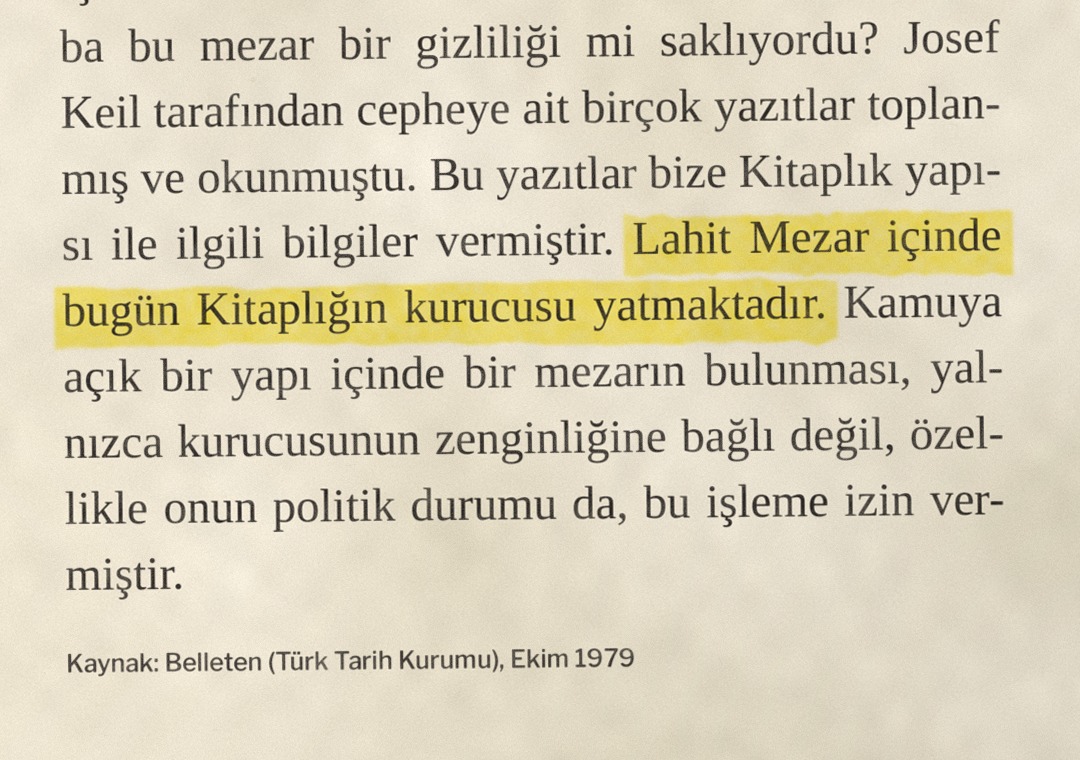 ba bu mezar bir gizliliği mi saklıyordu? Josef
Keil tarafından cepheye ait birçok yazıtlar toplan-
mış ve okunmuştu. Bu yazıtlar bize Kitaplık yapı-
sı ile ilgili bilgiler vermiştir. Lahit Mezar içinde
bugün Kitaplığın kurucusu yatmaktadır. Kamuya
açık bir yapı içinde bir mezarın bulunması, yal-
nızca kurucusunun zenginliğine bağlı değil, özel-
likle onun politik durumu da, bu işleme izin ver-
miştir.
Kaynak: Belleten (Türk Tarih Kurumu), Ekim 1979